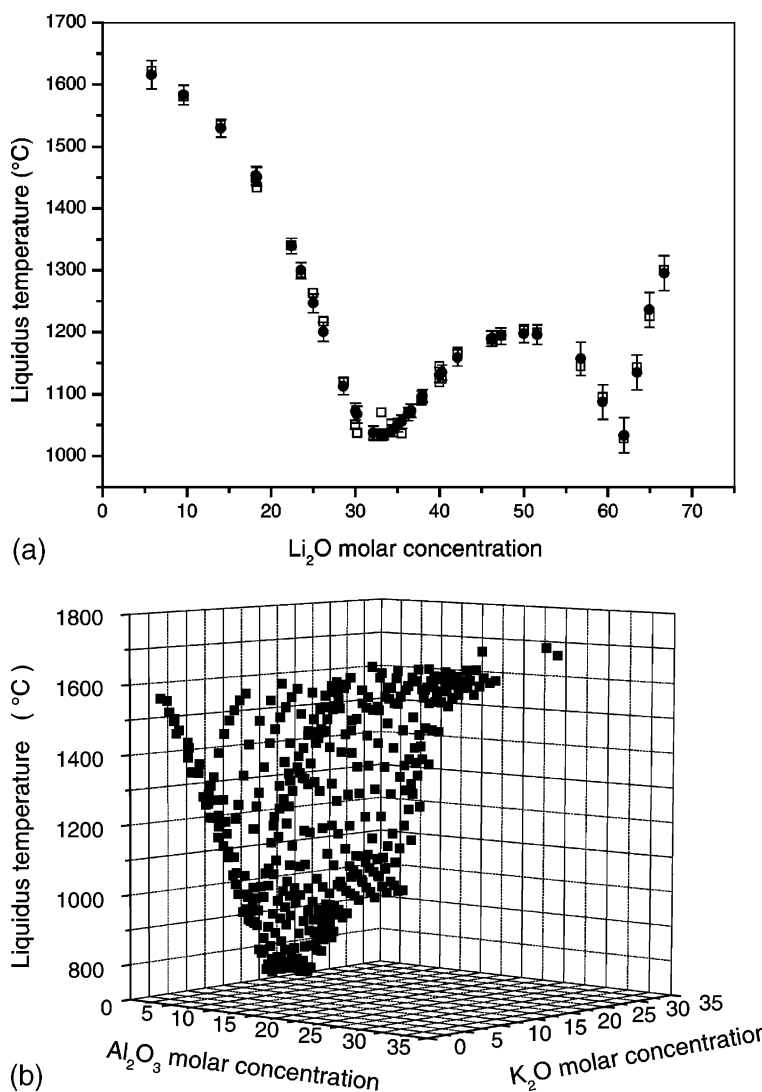 1700
1600
1500
1400
1300
1200
1100
1000
Liquidus temperature (°C)
0 10 20 30 40 50 60 70
(a)
Li₂O molar concentration
1800
1600
1400
1200
1000
800
Liquidus temperature (°C)
0 5 10 15 20 25 30 35
Al₂O₃ molar concentration
0 5 10 15 20 25 30 35
K₂O molar concentration
(b)